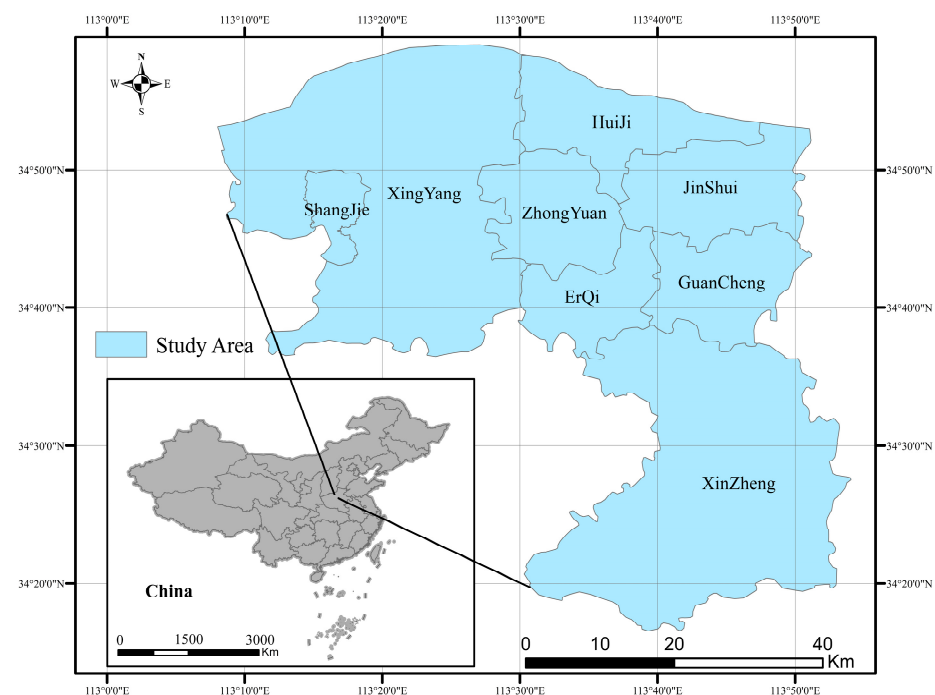 113°0'0"E 113°10'0"E 113°20'0"E 113°30'0"E 113°40'0"E 113°50'0"E
N
W E
S
HuiJi
34°50'0"N 34°50'0"N
JinShui
XingYang
ShangJie
ZhongYuan
GuanCheng
ErQi
34°40'0"N 34°40'0"N
Study Area
34°30'0"N 34°30'0"N
XinZheng
34°20'0"N 34°20'0"N
China
0 1500 3000
Km
0 10 20 40
Km
113°0'0"E 113°10'0"E 113°20'0"E 113°30'0"E 113°40'0"E 113°50'0"E